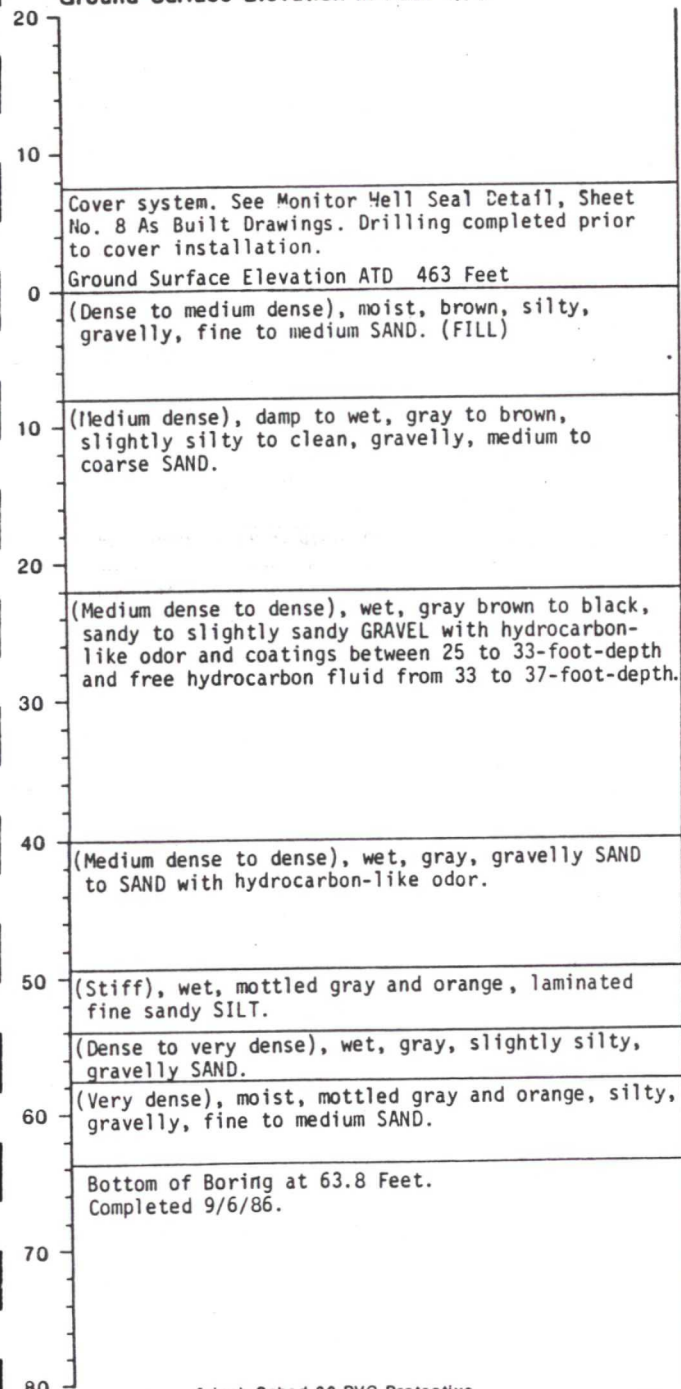 20
10
Cover system. See Monitor Well Seal Detail, Sheet
No. 8 As Built Drawings. Drilling completed prior
to cover installation.
Ground Surface Elevation ATD 463 Feet
0
(Dense to medium dense), moist, brown, silty,
gravelly, fine to medium SAND. (FILL)
10
(Medium dense), damp to wet, gray to brown,
slightly silty to clean, gravelly, medium to
coarse SAND.
20
(Medium dense to dense), wet, gray brown to black,
sandy to slightly sandy GRAVEL with hydrocarbon-
like odor and coatings between 25 to 33-foot-depth
and free hydrocarbon fluid from 33 to 37-foot-depth.
30
40
(Medium dense to dense), wet, gray, gravelly SAND
to SAND with hydrocarbon-like odor.
50
(Stiff), wet, mottled gray and orange, laminated
fine sandy SILT.
(Dense to very dense), wet, gray, slightly silty,
gravelly SAND.
(Very dense), moist, mottled gray and orange, silty,
60
gravelly, fine to medium SAND.
Bottom of Boring at 63.8 Feet.
Completed 9/6/86.
70
80